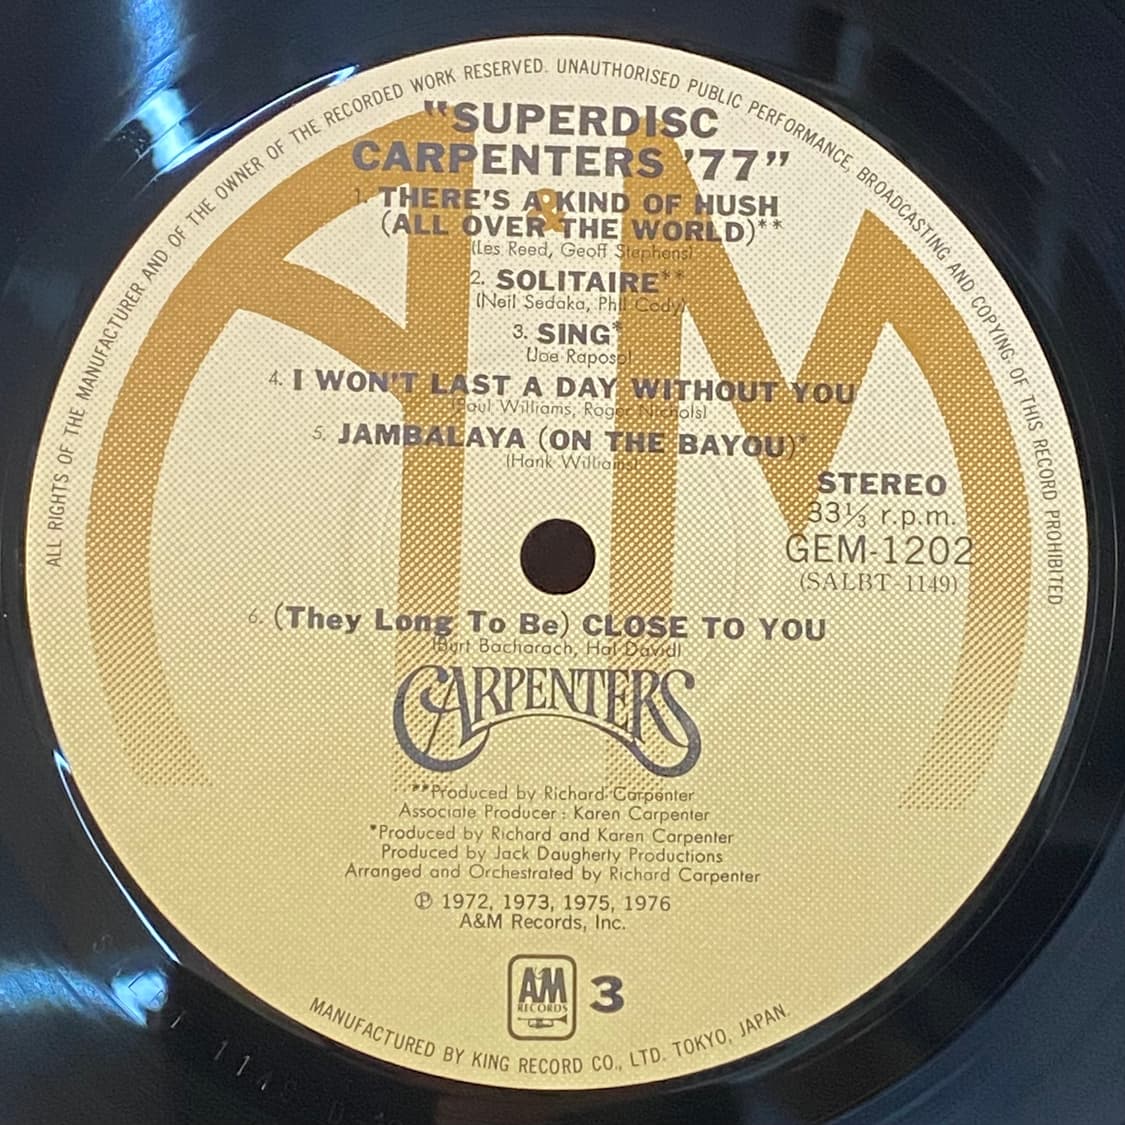 ALL RIGHTS OF THE MANUFACTURER AND OF THE OWNER OF THE RECORDED WORK RESERVED. UNAUTHORISED PUBLIC PERFORMANCE, BROADCASTING AND COPYING OF THIS RECORD PROHIBITED
"SUPERDISC
CARPENTERS '77"
1. THERE'S A KIND OF HUSH
(ALL OVER THE WORLD)**
(Les Reed, Geoff Stephens)
2. SOLITAIRE**
(Neil Sedaka, Phil Cody)
3. SING*
(Joe Raposo)
4. I WON'T LAST A DAY WITHOUT YOU
(Paul Williams, Roger Nichols)
5. JAMBALAYA (ON THE BAYOU)*
(Hank Williams)
STEREO
33⅓ r.p.m.
GEM-1202
(SALBT-1149)
6. (They Long To Be) CLOSE TO YOU
(Burt Bacharach, Hal David)
CARPENTERS
**Produced by Richard Carpenter
Associate Producer : Karen Carpenter
*Produced by Richard and Karen Carpenter
Produced by Jack Daugherty Productions
Arranged and Orchestrated by Richard Carpenter
℗ 1972, 1973, 1975, 1976
A&M Records, Inc.
A&M
RECORDS
3
MANUFACTURED BY KING RECORD CO., LTD. TOKYO, JAPAN.
A&M